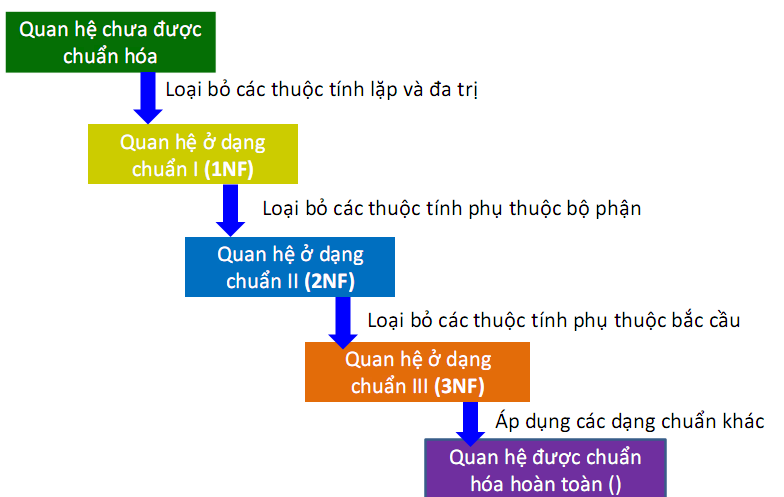 Quan hệ chưa được
chuẩn hóa
Loại bỏ các thuộc tính lặp và đa trị
Quan hệ ở dạng
chuẩn I (1NF)
Loại bỏ các thuộc tính phụ thuộc bộ phận
Quan hệ ở dạng
chuẩn II (2NF)
Loại bỏ các thuộc tính phụ thuộc bắc cầu
Quan hệ ở dạng
chuẩn III (3NF)
Áp dụng các dạng chuẩn khác
Quan hệ được chuẩn
hóa hoàn toàn ()